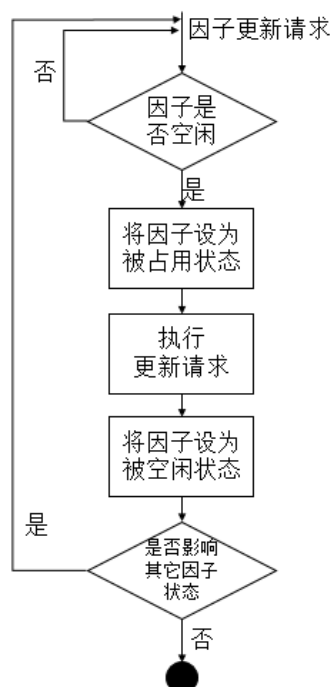 因子更新请求
否
因子是
否空闲
是
将因子设为
被占用状态
执行
更新请求
将因子设为
被空闲状态
是
是否影响
其它因子
状态
否